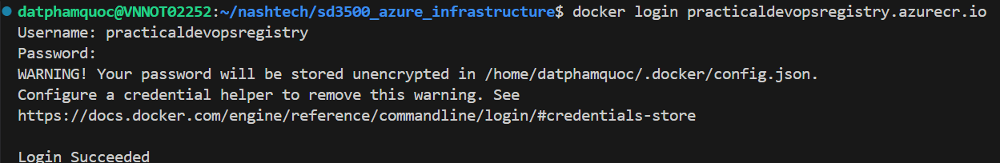 datphamquoc@VNNOT02252:~/nashtech/sd3500_azure_infrastructure$ docker login practicaldevopsregistry.azurecr.io
Username: practicaldevopsregistry
Password:
WARNING! Your password will be stored unencrypted in /home/datphamquoc/.docker/config.json.
Configure a credential helper to remove this warning. See
https://docs.docker.com/engine/reference/commandline/login/#credentials-store
Login Succeeded